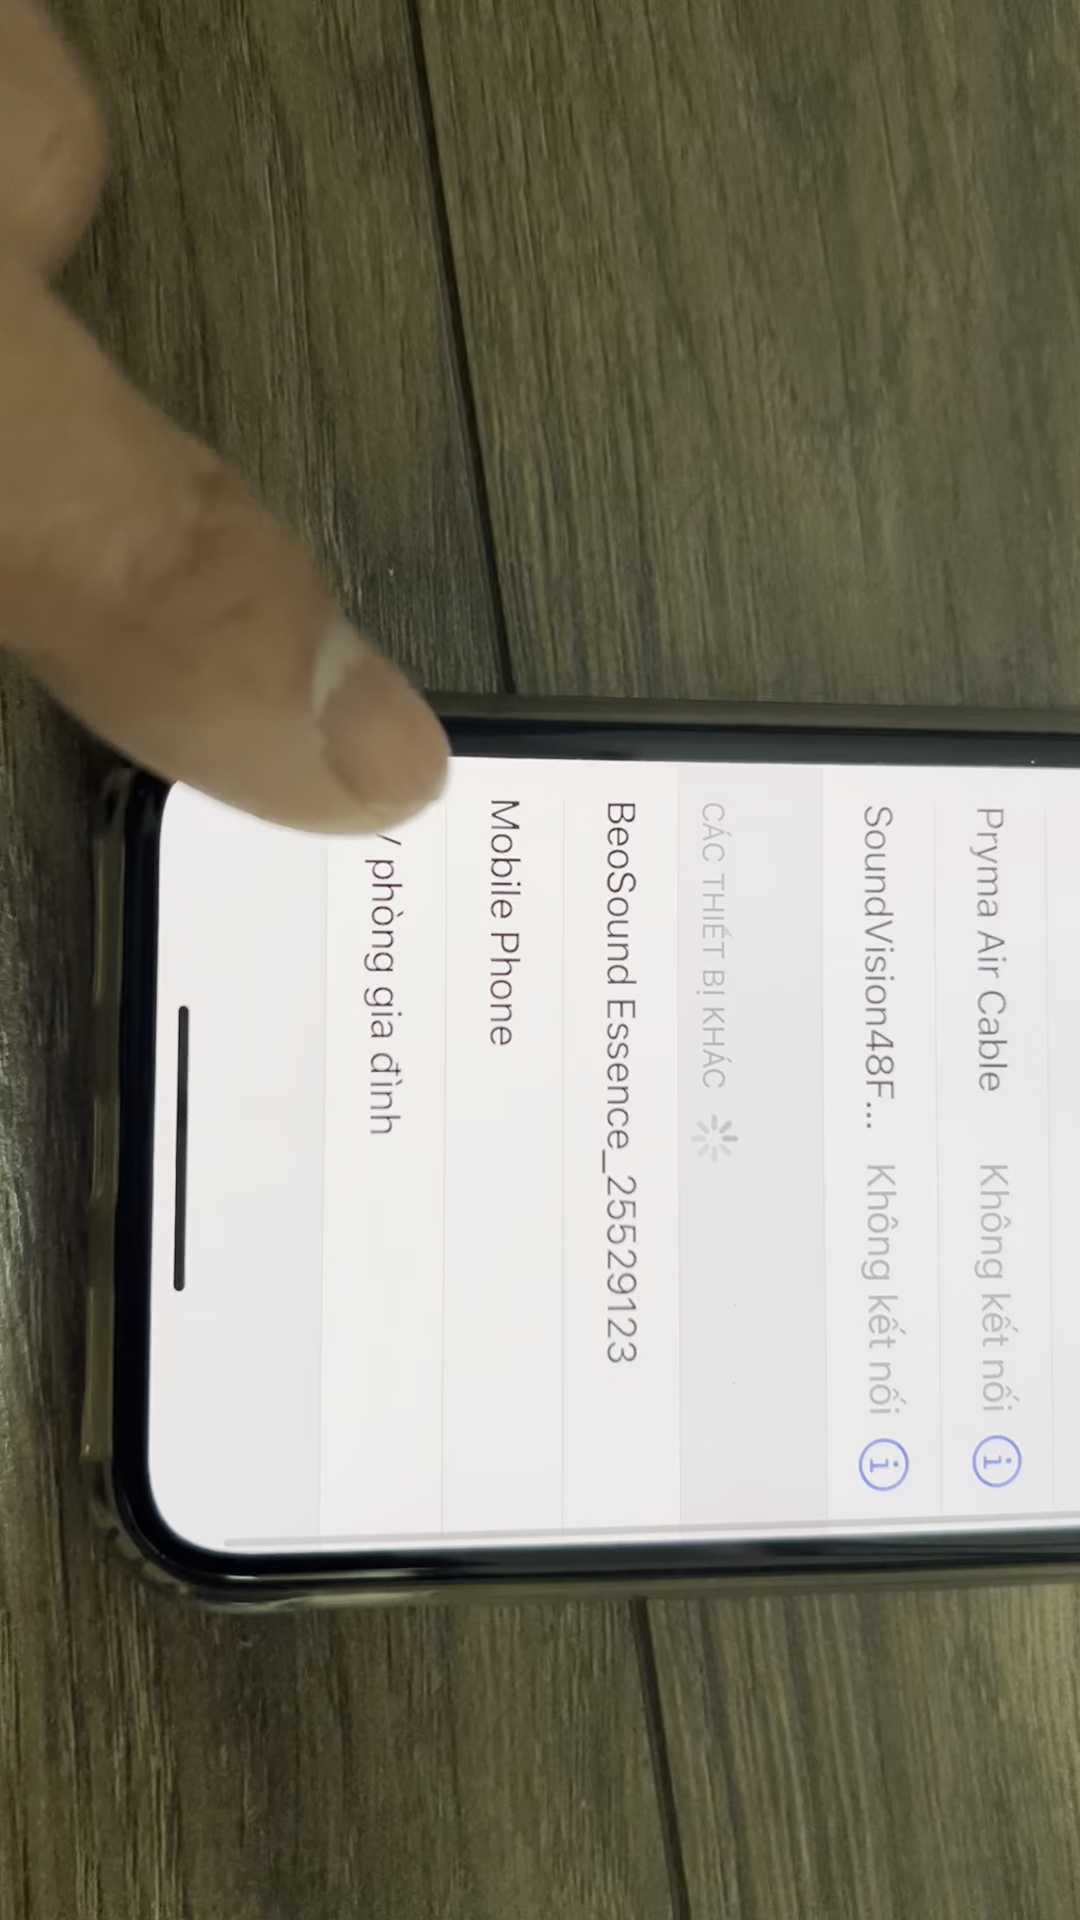 Pryma Air Cable Không kết nối
SoundVision48F... Không kết nối
CÁC THIẾT BỊ KHÁC
BeoSound Essence_25529123
Mobile Phone
phòng gia đình